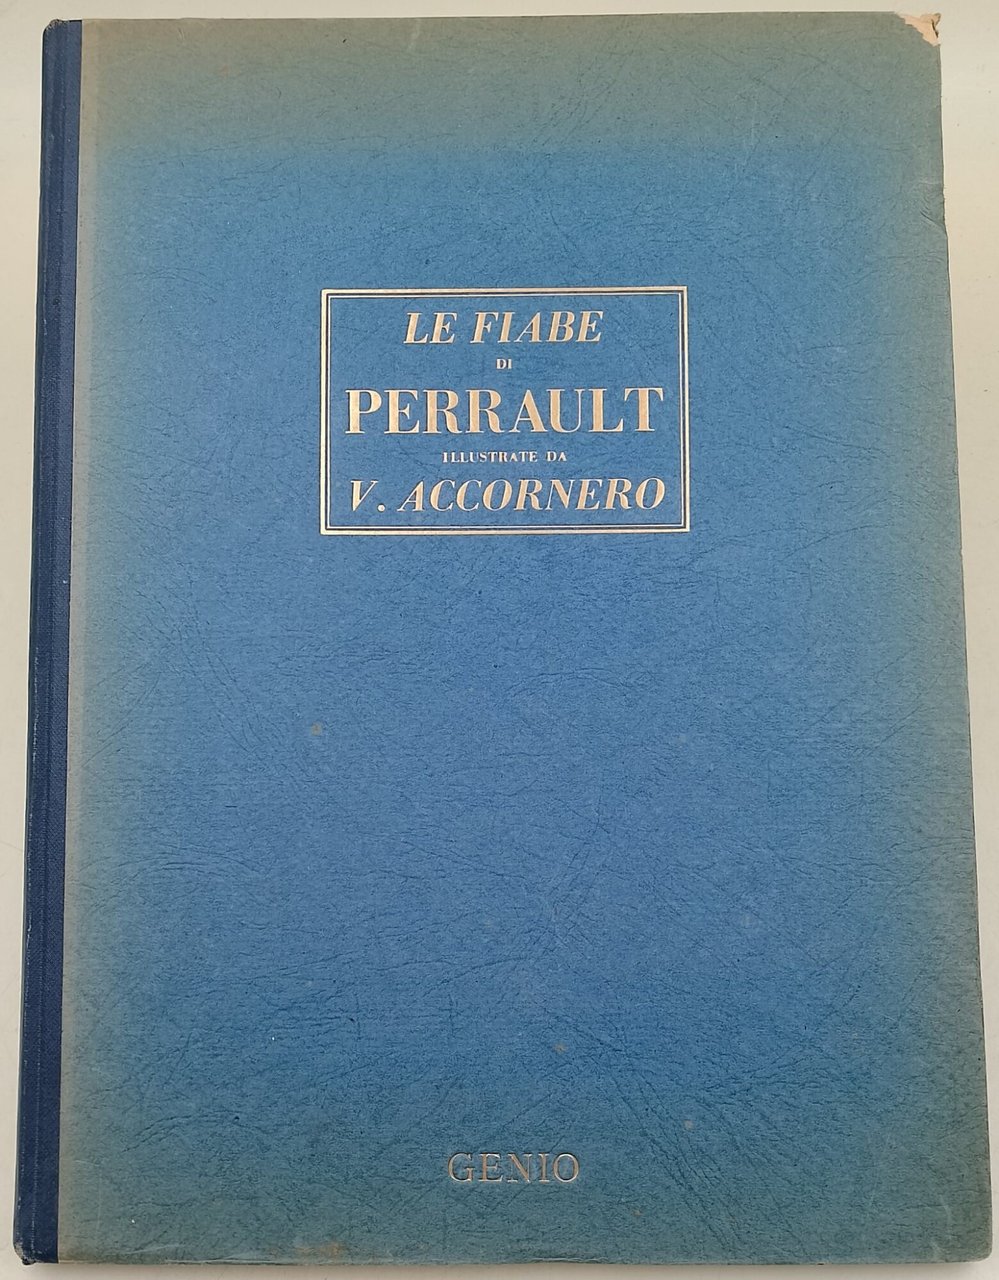 LE FIABE
DI
PERRAULT
ILLUSTRATE DA
V. ACCORNERO
GENIO